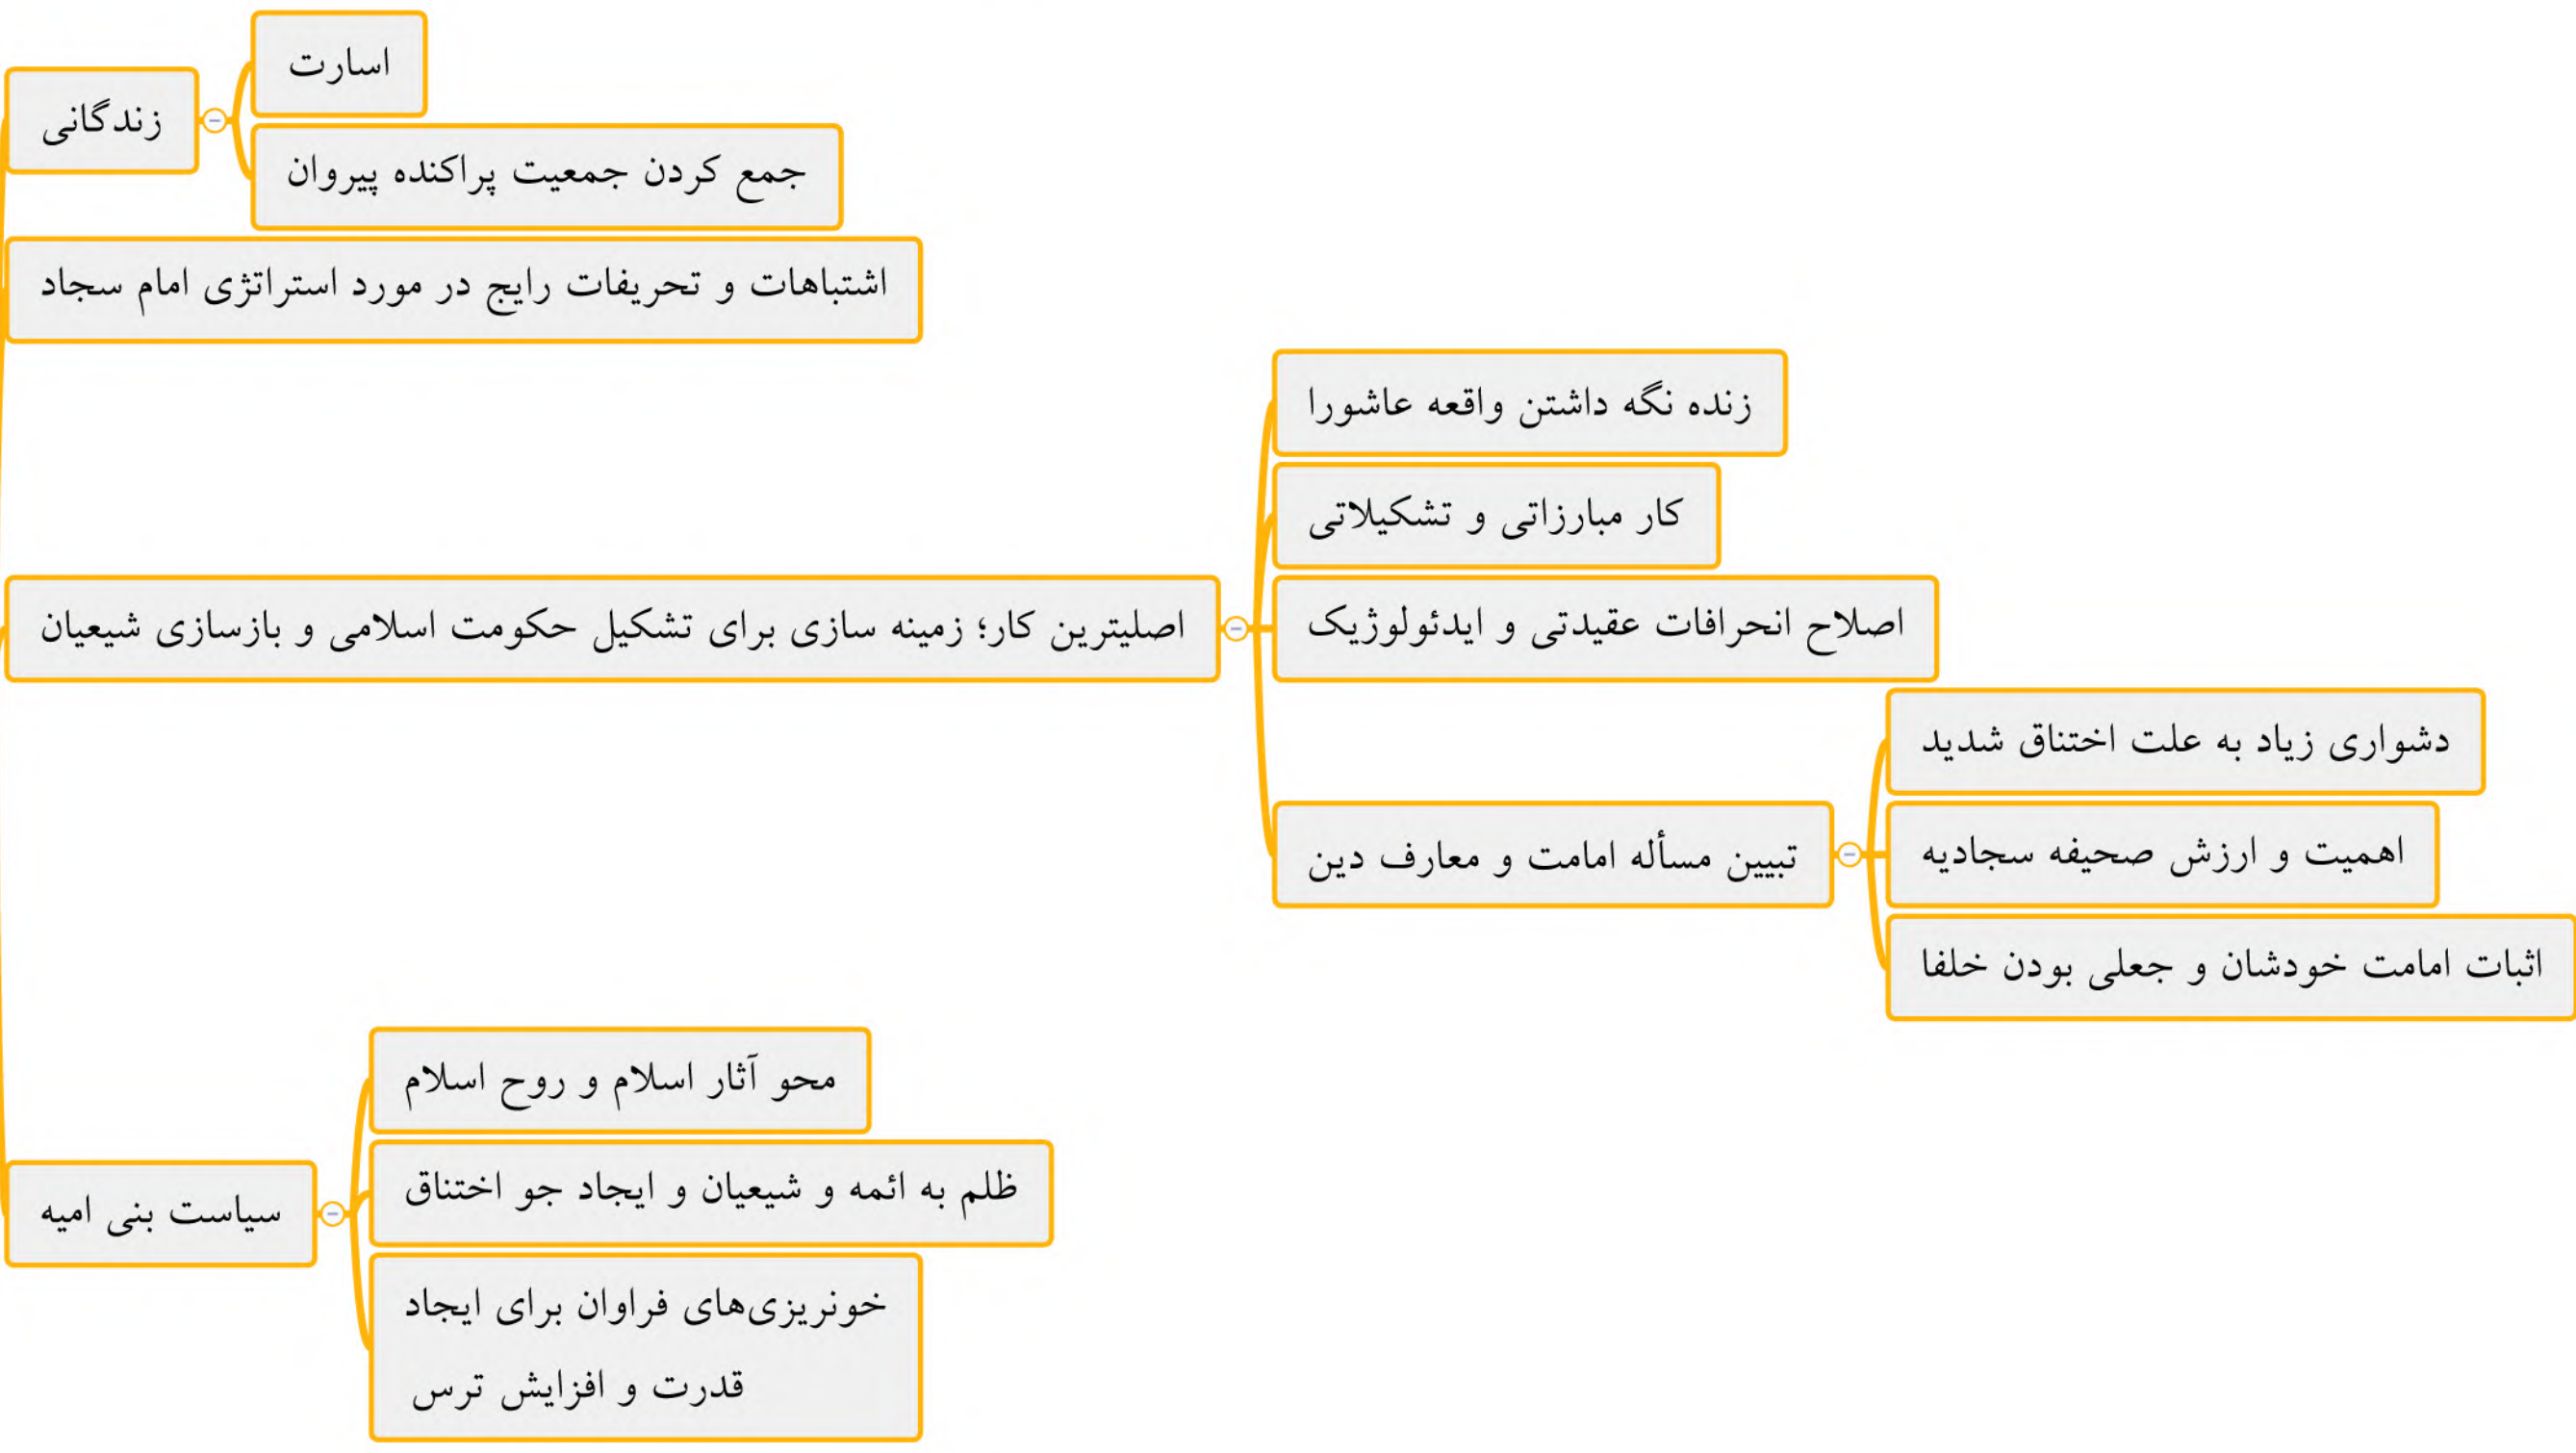 اسارت
زندگانی
جمع کردن جمعیت پراکنده پیروان
اشتباهات و تحریفات رایج در مورد استراتژی امام سجاد
زنده نگه داشتن واقعه عاشورا
کار مبارزاتی و تشکیلاتی
اصلیترین کار؛ زمینه سازی برای تشکیل حکومت اسلامی و بازسازی شیعیان
اصلاح انحرافات عقیدتی و ایدئولوژیک
دشواری زیاد به علت اختناق شدید
تبیین مسأله امامت و معارف دین
اهمیت و ارزش صحیفه سجادیه
اثبات امامت خودشان و جعلی بودن خلفا
محو آثار اسلام و روح اسلام
سیاست بنی امیه
ظلم به ائمه و شیعیان و ایجاد جو اختناق
خونریزی‌های فراوان برای ایجاد
قدرت و افزایش ترس